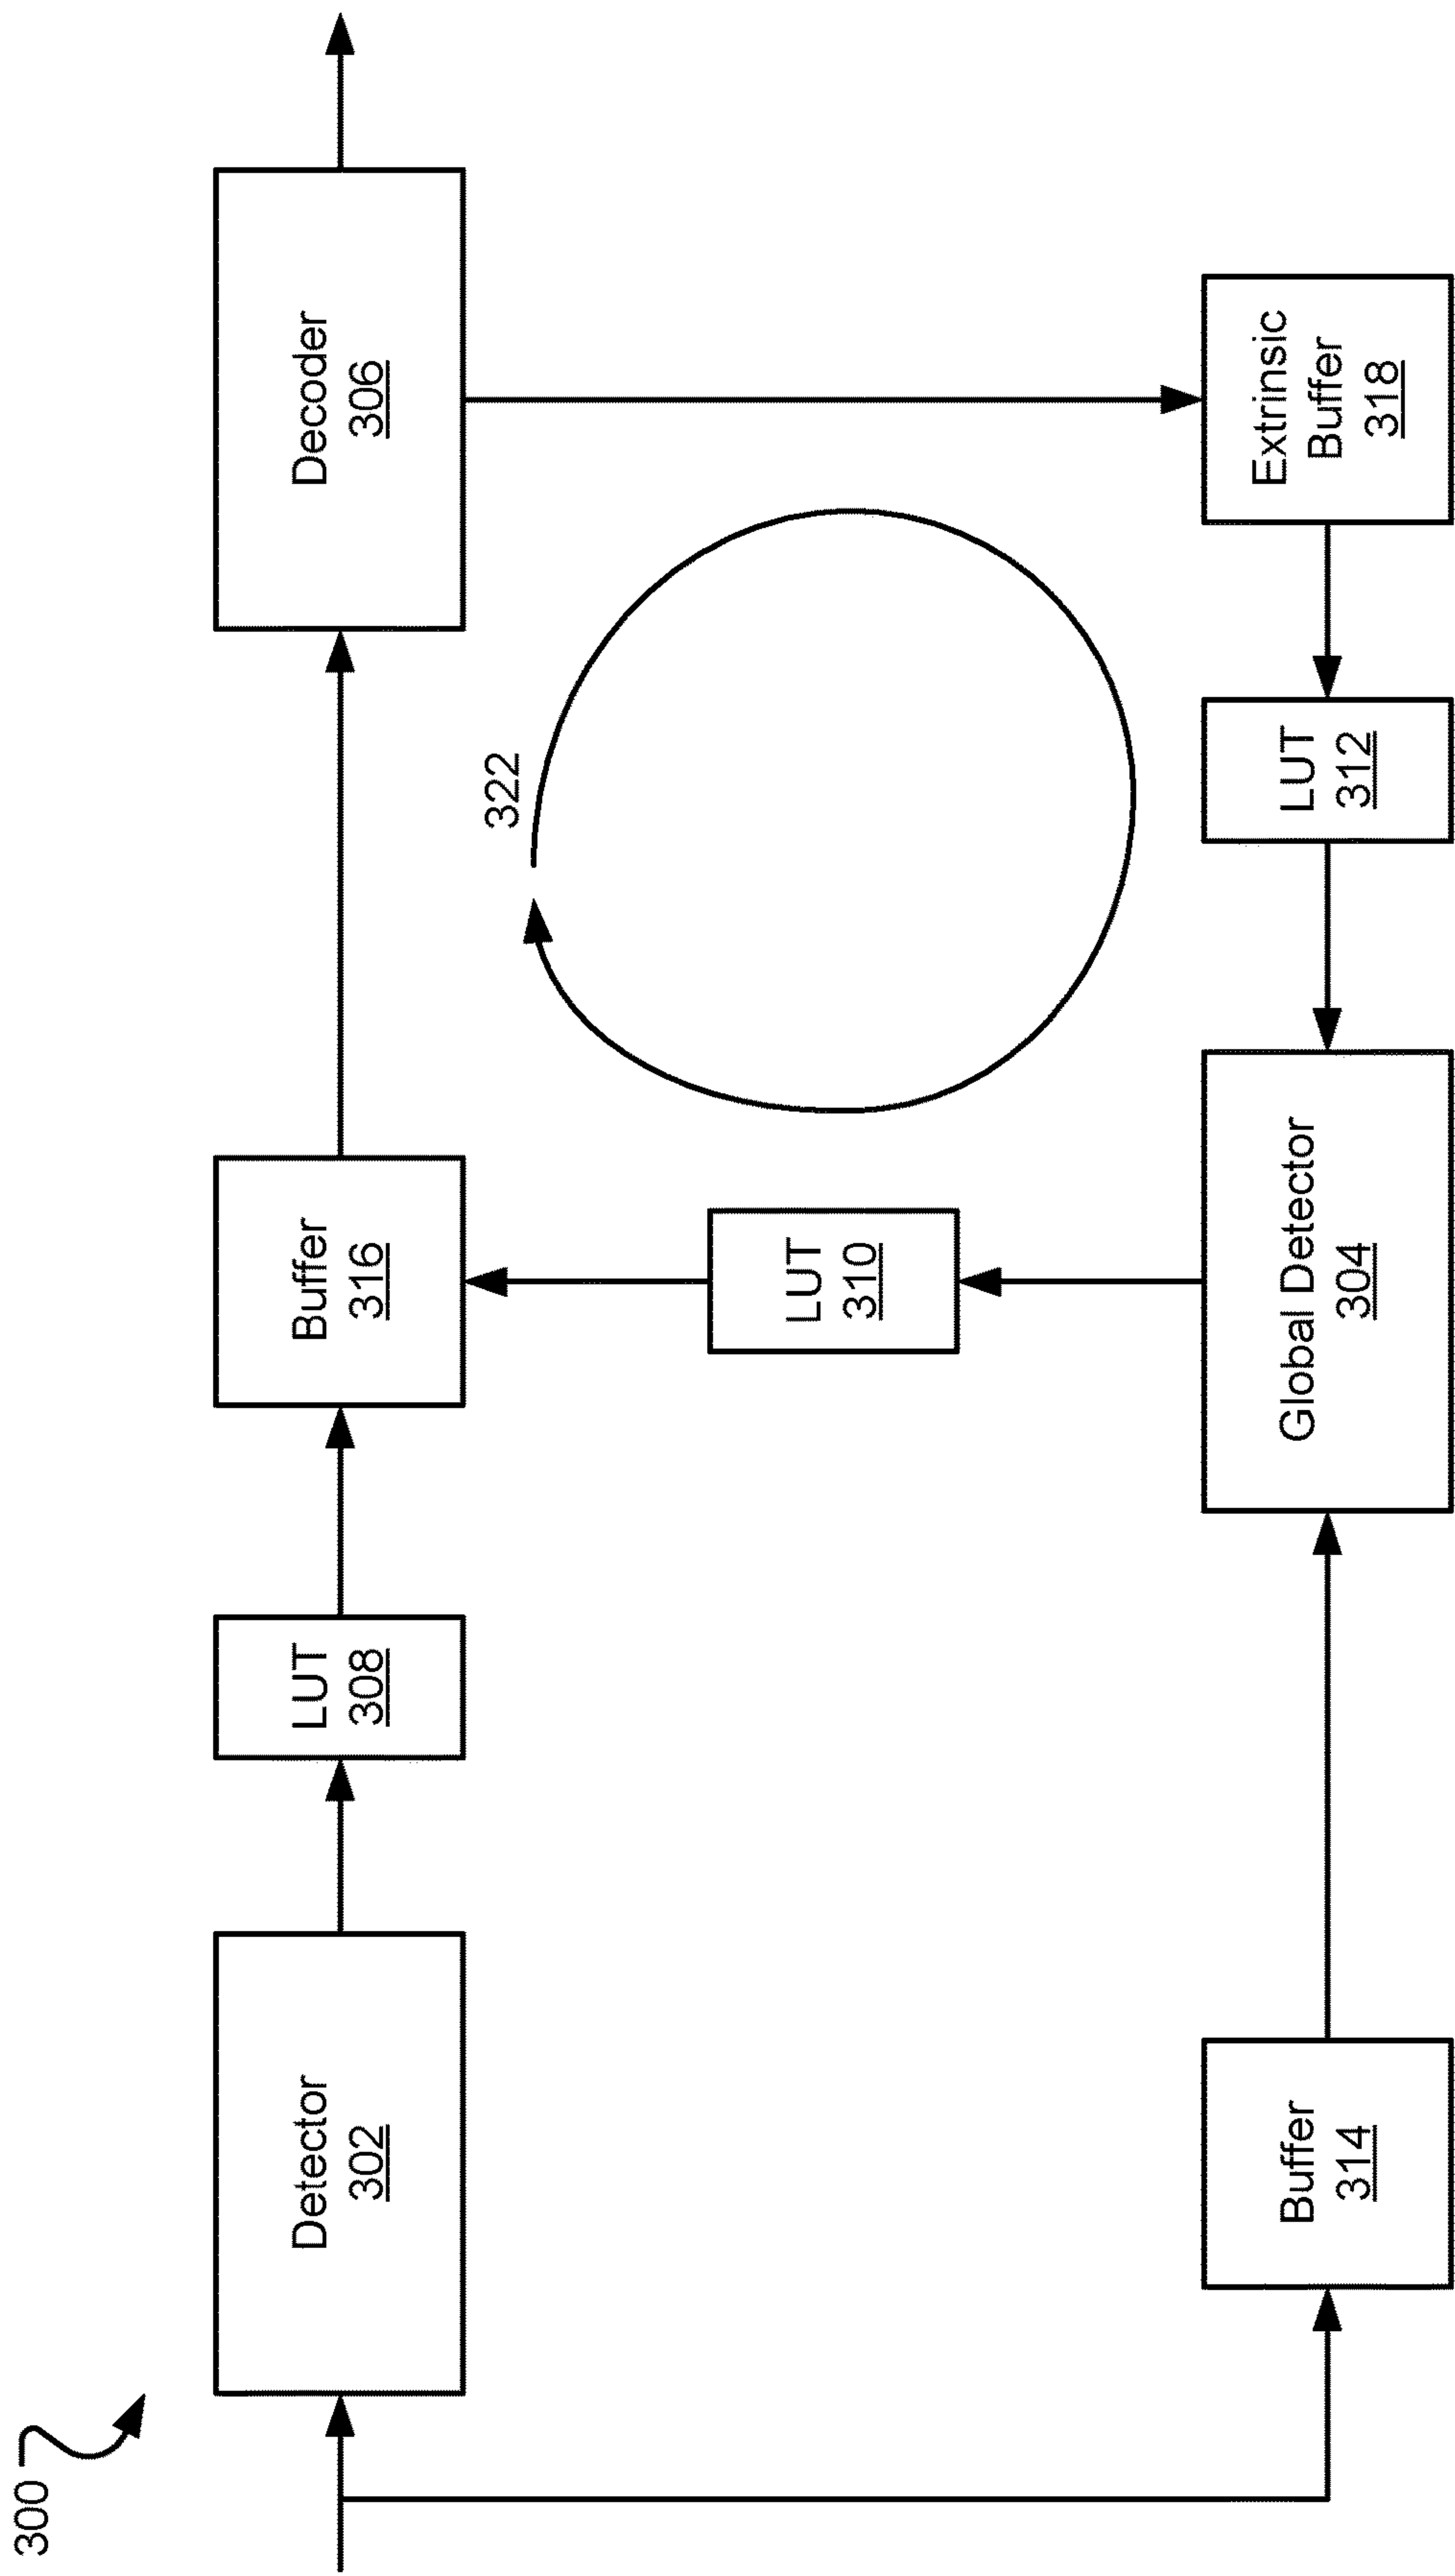 300
Detector
302
LUT
308
Buffer
316
Decoder
306
322
LUT
310
Buffer
314
Global Detector
304
LUT
312
Extrinsic
Buffer
318